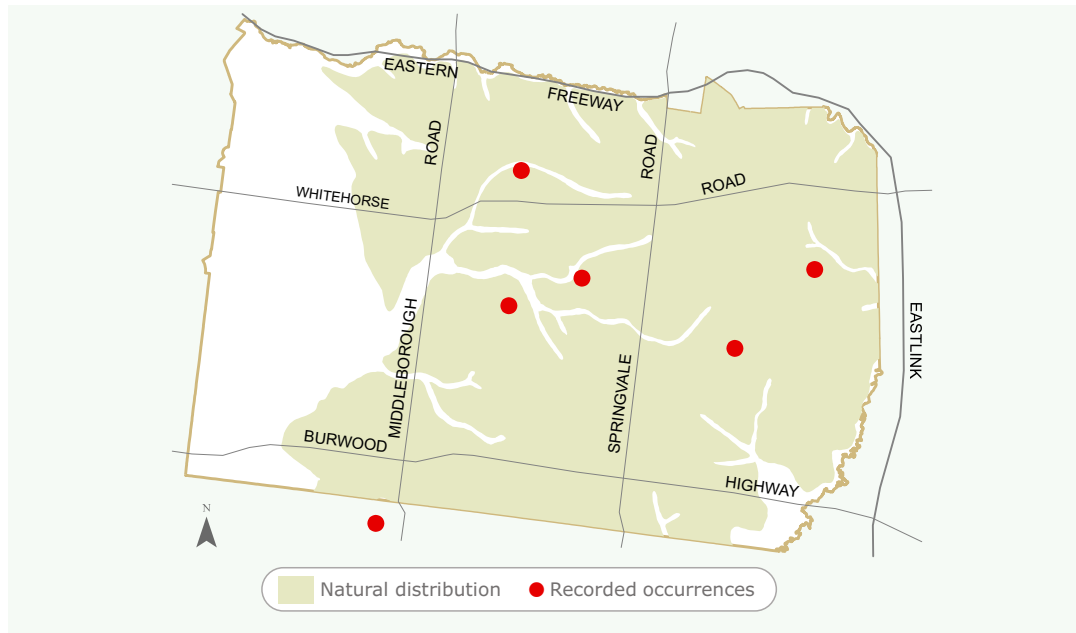 EASTERN
FREEWAY
ROAD
ROAD
ROAD
WHITEHORSE
MIDDLEBOROUGH
SPRINGVALE
EASTLINK
BURWOOD
HIGHWAY
N
Natural distribution
Recorded occurrences